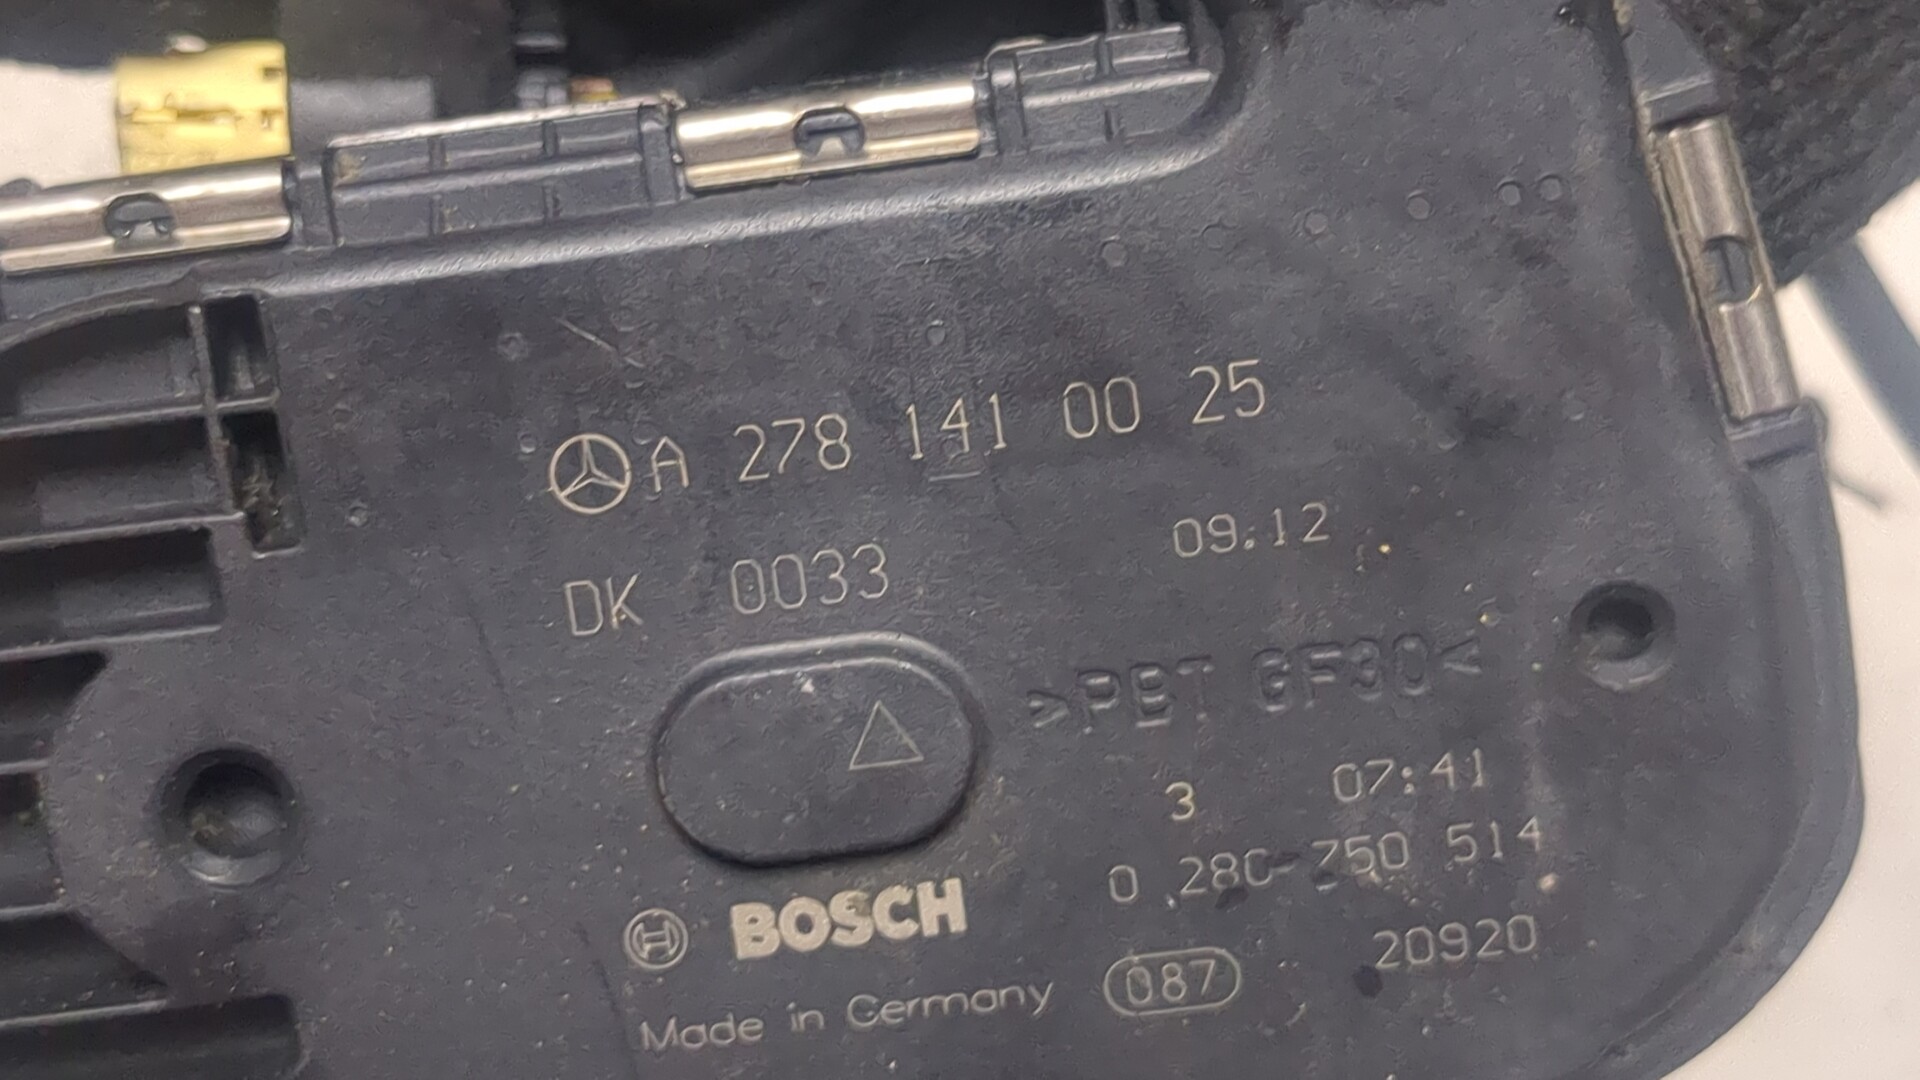 A 278 141 00 25
09:12
DK 0033
>PBT GF30<
3 07:41
0 280 750 514
BOSCH
20920
Made in Germany 087